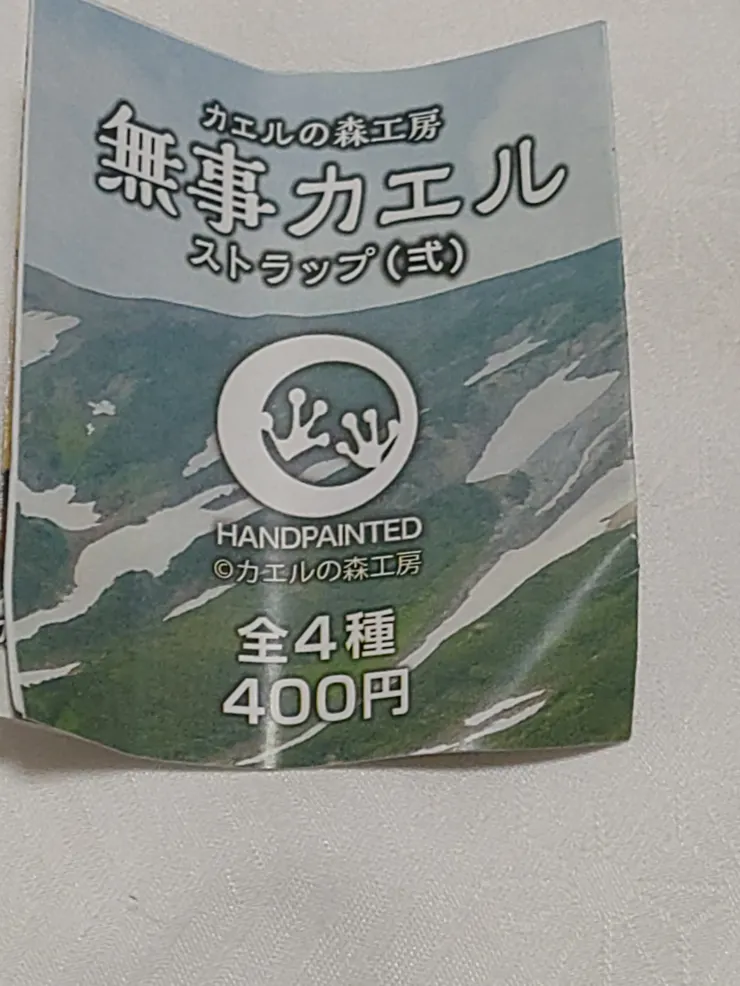 カエルの森工房
無事カエル
ストラップ(弐)
HANDPAINTED
©カエルの森工房
全4種
400円